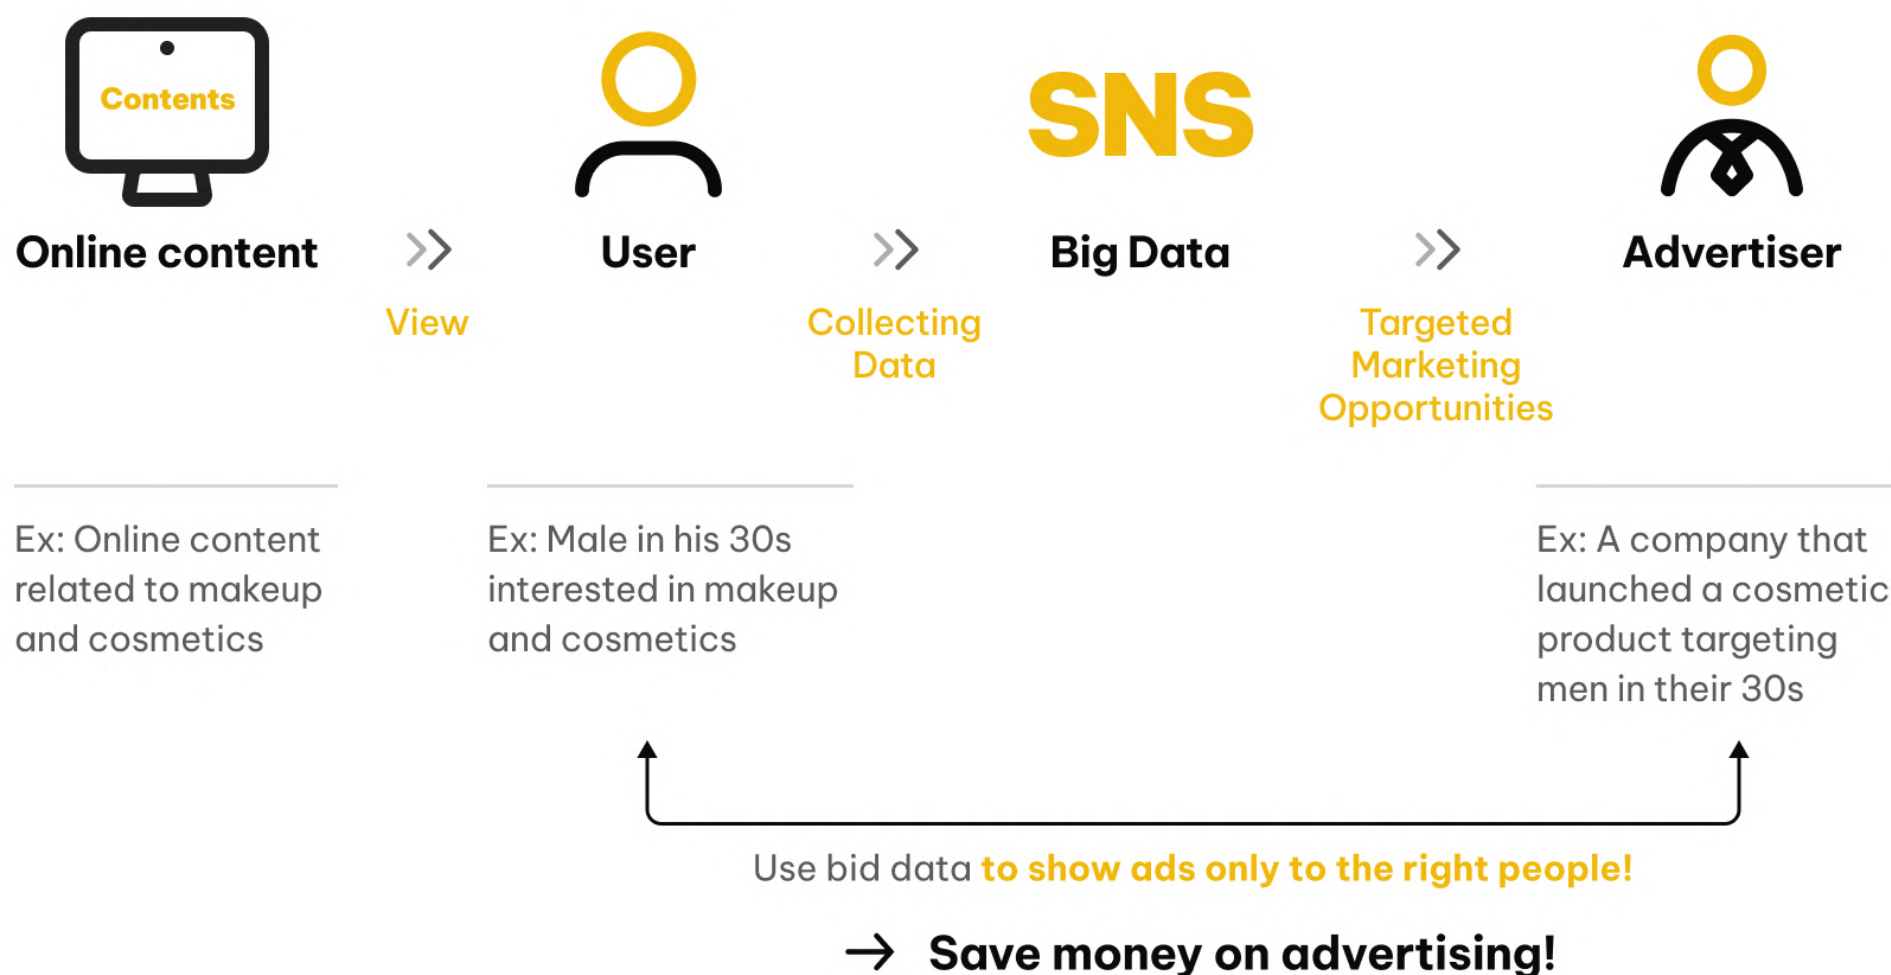 Contents
SNS
Online content
User
Big Data
Advertiser
View
Collecting
Data
Targeted
Marketing
Opportunities
Ex: Online content
related to makeup
and cosmetics
Ex: Male in his 30s
interested in makeup
and cosmetics
Ex: A company that
launched a cosmetic
product targeting
men in their 30s
Use bid data to show ads only to the right people!
→ Save money on advertising!